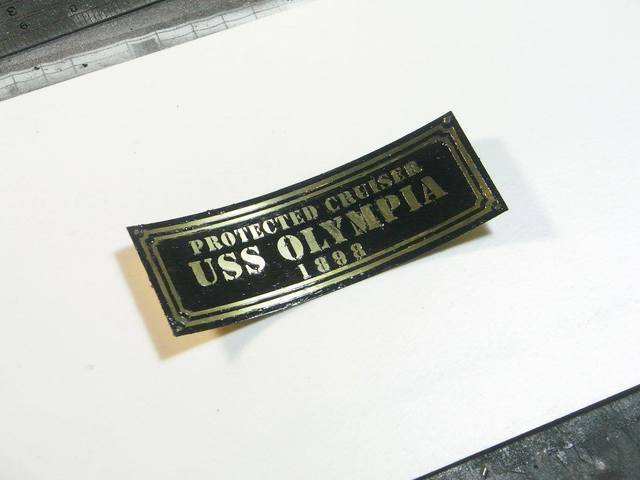 PROTECTED CRUISER
USS OLYMPIA
1898